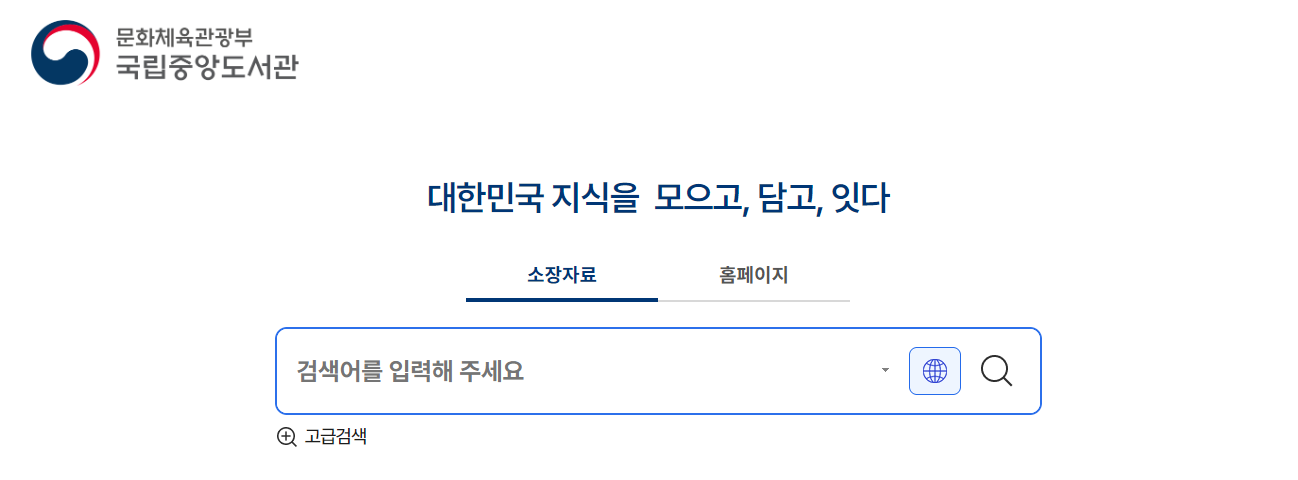 문화체육관광부
국립중앙도서관
대한민국 지식을 모으고, 담고, 잇다
소장자료
홈페이지
검색어를 입력해 주세요
고급검색